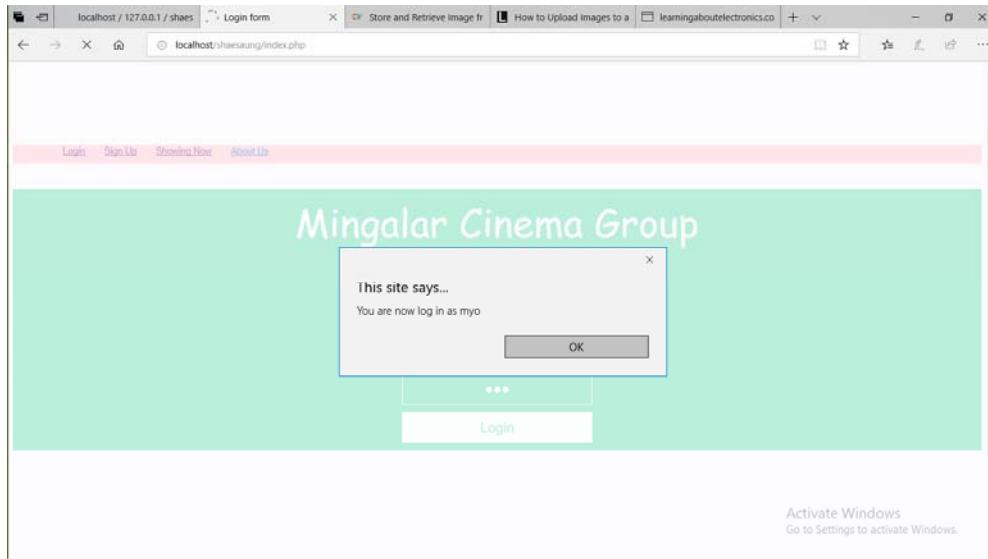 localhost / 127.0.0.1 / shaes
Login form
Store and Retrieve Image fr
How to Upload Images to a
learningaboutelectronics.co
localhost/shaesaung/index.php
Login Sign Up Showing Now About Us
Mingalar Cinema Group
This site says...
You are now log in as myo
OK
Login
Activate Windows
Go to Settings to activate Windows.